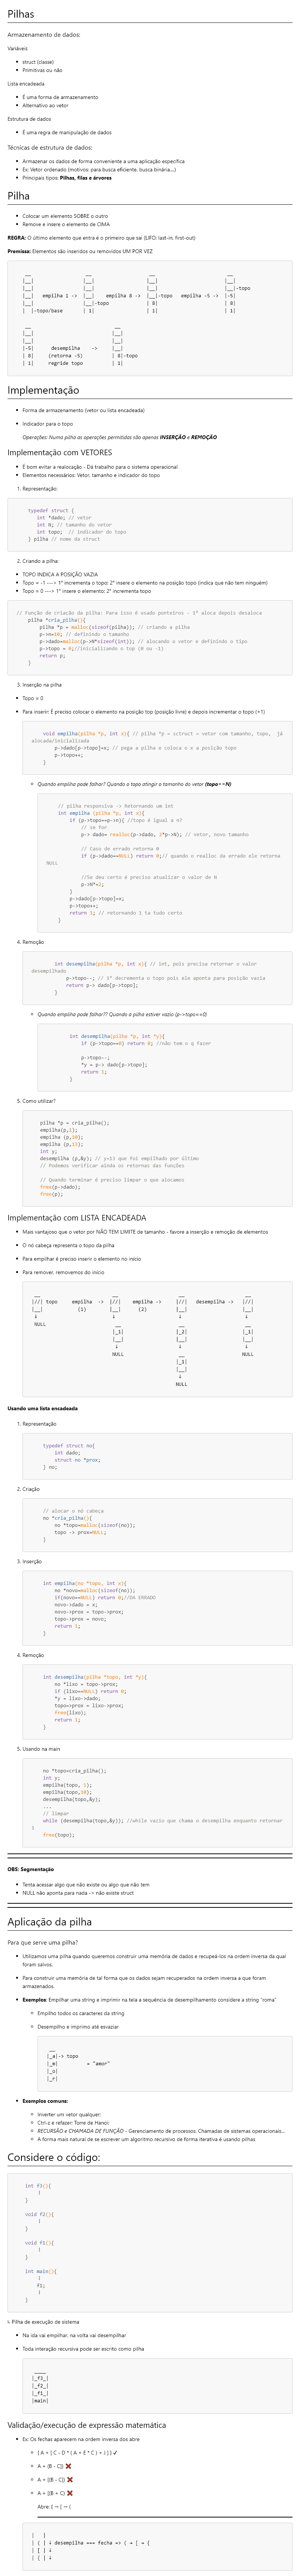 Pilhas
Armazenamento de dados:
Variáveis
struct (classe)
Primitivas ou não
Lista encadeada
É uma forma de armazenamento
Alternativo ao vetor
Estrutura de dados
É uma regra de manipulação de dados
Técnicas de estrutura de dados:
Armazenar os dados de forma conveniente a uma aplicação específica
Ex: Vetor ordenado (motivos: para busca eficiente, busca binária,...)
Principais tipos: Pilhas, filas e árvores
Pilha
Colocar um elemento SOBRE o outro
Remove e insere o elemento de CIMA
REGRA: O último elemento que entra é o primeiro que sai (LIFO: last-in, first-out)
Premissa: Elementos são inseridos ou removidos UM POR VEZ
|__| |__| |__| |__|
|__| |__| |__| |__|-topo
|__| empilha 1 -> |__| empilha 8 -> |__|-topo empilha -5 -> |-5|
|__| |__|-topo | 8| | 8|
| |-topo/base | 1| | 1| | 1|
|__| |__|
|__| |__|
|-5| desempilha -> |__|
| 8| (retorna -5) | 8|-topo
| 1| regride topo | 1|
Implementação
Forma de armazenamento (vetor ou lista encadeada)
Indicador para o topo
Operações: Numa pilha as operações permitidas são apenas INSERÇÃO e REMOÇÃO
Implementação com VETORES
É bom evitar a realocação - Dá trabalho para o sistema operacional
Elementos necessários: Vetor, tamanho e indicador do topo
1. Representação:
typedef struct {
int *dado; // vetor
int N; // tamanho do vetor
int topo; // indicador do topo
} pilha // nome da struct
2. Criando a pilha:
TOPO INDICA A POSIÇÃO VAZIA
Topo = -1 ----> 1° incrementa o topo: 2° insere o elemento na posição topo (indica que não tem ninguém)
Topo = 0 ----> 1° insere o elemento: 2° incrementa topo
// Função de criação da pilha: Para isso é usado ponteiros - 1° aloca depois desaloca
pilha *cria_pilha(){
pilha *p = malloc(sizeof(pilha)); // criando a pilha
p->n=10; // definindo o tamanho
p->dado=malloc(p->N*sizeof(int)); // alocando o vetor e definindo o tipo
p->topo = 0;//inicializando o top (0 ou -1)
return p;
}
3. Inserção na pilha
Topo = 0
Para inserir: É preciso colocar o elemento na posição top (posição livre) e depois incrementar o topo (+1)
void empilha(pilha *p, int x){ // pilha *p = sctruct = vetor com tamanho, topo, já
alocada/inicializada
p->dado[p->topo]=x; // pega a pilha e coloca o x a posição topo
p->topo++;
}
Quando empilha pode falhar? Quando o topo atingir o tamanho do vetor (topo==N)
// pilha responsiva -> Retornando um int
int empilha (pilha *p, int x){
if (p->topo==p->n){ //topo é igual a n?
// se for
p-> dado= realloc(p->dado, 2*p->N); // vetor, novo tamanho
// Caso de errado retorna 0
if (p->dado==NULL) return 0;// quando o realloc da errado ele retorna
NULL
//Se deu certo é preciso atualizar o valor de N
p->N*=2;
}
p->dado[p->topo]=x;
p->topo++;
return 1; // retornando 1 ta tudo certo
}
4. Remoção
int desempilha(pilha *p, int x){ // int, pois precisa retornar o valor
desempilhado
p->topo--; // 1° decrementa o topo pois ele aponta para posição vazia
return p-> dado[p->topo];
}
Quando empilha pode falhar?? Quando a pilha estiver vazia (p->topo==0)
int desempilha(pilha *p, int *y){
if (p->topo==0) return 0; //não tem o q fazer
p->topo--;
*y = p-> dado[p->topo];
return 1;
}
5. Como utilizar?
pilha *p = cria_pilha();
empilha(p,1);
empilha (p,10);
empilha (p,13);
int y;
desempilha (p,&y); // y=13 que foi empilhado por último
// Podemos verificar ainda os retornas das funções
// Quando terminar é preciso limpar o que alocamos
free(p->dado);
free(p);
Implementação com LISTA ENCADEADA
Mais vantajoso que o vetor por NÃO TEM LIMITE de tamanho - favore a inserção e remoção de elementos
O nó cabeça representa o topo da pilha
Para empilhar é preciso inserir o elemento no início
Para remover, removemos do início
|//| topo empilha -> |//| empilha -> |//| desempilha -> |//|
|__| (1) |__| (2) |__| |__|
↓ ↓ ↓ ↓
NULL
|_1| |_2| |_1|
|__| |__| |__|
↓ ↓ ↓
NULL NULL
|_1|
|__|
↓
NULL
Usando uma lista encadeada
1. Representação
typedef struct no{
int dado;
struct no *prox;
} no;
2. Criação
// alocar o nó cabeça
no *cria_pilha(){
no *topo=malloc(sizeof(no));
topo -> prox=NULL;
}
3. Inserção
int empilha(no *topo, int x){
no *novo=malloc(sizeof(no));
if(novo==NULL) return 0;//DA ERRADO
novo->dado = x;
novo->prox = topo->prox;
topo->prox = novo;
return 1;
}
4. Remoção
int desempilha(pilha *topo, int *y){
no *lixo = topo->prox;
if (lixo==NULL) return 0;
*y = lixo->dado;
topo=prox = lixo->prox;
free(lixo);
return 1;
}
5. Usando na main
no *topo=cria_pilha();
int y;
empilha(topo, 1);
empilha(topo,10);
desempilha(topo,&y);
...
// limpar
while (desempilha(topo,&y)); //while vazio que chama o desempilha enquanto retornar
1
free(topo);
OBS: Segmentação
Tenta acessar algo que não existe ou algo que não tem
NULL não aponta para nada -> não existe struct
Aplicação da pilha
Para que serve uma pilha?
Utilizamos uma pilha quando queremos construir uma memória de dados e recupeá-los na ordem inversa da qual
foram salvos.
Para construir uma memória de tal forma que os dados sejam recuperados na ordem inversa a que foram
armazenados.
Exemplos: Empilhar uma string e imprimir na tela a sequência de desempilhamento considere a string "roma"
Empilho todos os caracteres da string
Desempilho e imprimo até esvaziar
|_a|-> topo
|_m| = "amor"
|_o|
|_r|
Exemplos comuns:
Inverter um vetor qualquer;
Ctrl-z e refazer; Torre de Hanoi;
RECURSÃO e CHAMADA DE FUNÇÃO - Gerenciamento de processos. Chamadas de sistemas operacionais...
A forma mais natural de se escrever um algoritmo recursivo de forma iterativa é usando pilhas
Considere o código:
int f3(){
⋮
}
void f2(){
⋮
}
void f1(){
⋮
}
int main(){
⋮
f1;
⋮
}
↳ Pilha de execução de sistema
Na ida vai empilhar, na volta vai desempilhar
Toda interação recursiva pode ser escrito como pilha
|_f3_|
|_f2_|
|_f1_|
|main|
Validação/execução de expressão matemática
Ex: Os fechas aparecem na ordem inversa dos abre
{ A + [ C - D * ( A + E * C ) + J ] } ✔
A + (B - C]) ❌
A + [(B - C]) ❌
A + [(B + C) ❌
Abre: { → [ → (
| |
| ( | ↓ desempilha === fecha => ( → [ → {
| [ | ↓
| { | ↓